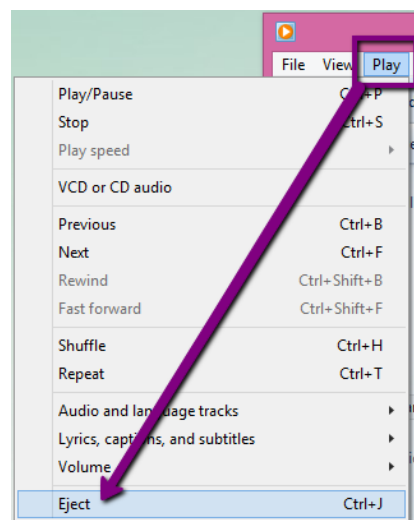 File View Play
Play/Pause Ctrl+P
Stop Ctrl+S
Play speed
VCD or CD audio
Previous Ctrl+B
Next Ctrl+F
Rewind Ctrl+Shift+B
Fast forward Ctrl+Shift+F
Shuffle Ctrl+H
Repeat Ctrl+T
Audio and language tracks
Lyrics, captions, and subtitles
Volume
Eject Ctrl+J